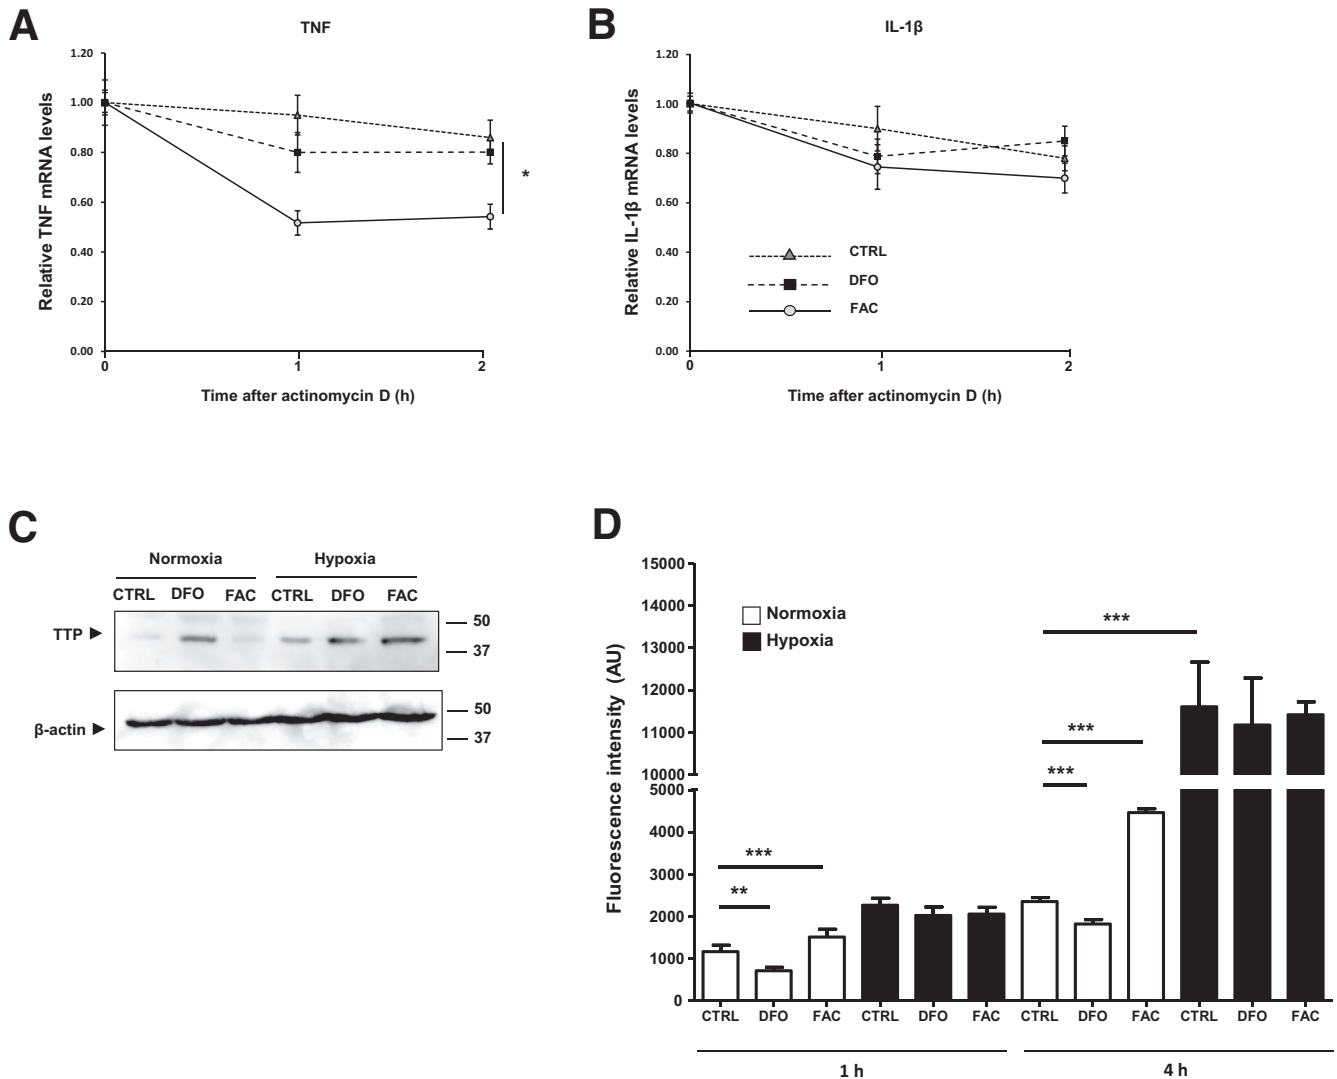 A
TNF
1.20
1.00
0.80
0.60
0.40
0.20
0.00
Relative TNF mRNA levels
*
0 1 2
Time after actinomycin D (h)
B
IL-1β
1.20
1.00
0.80
0.60
0.40
0.20
0.00
Relative IL-1β mRNA levels
CTRL
DFO
FAC
0 1 2
Time after actinomycin D (h)
C
Normoxia Hypoxia
CTRL DFO FAC CTRL DFO FAC
TTP
50
37
β-actin
50
37
D
15000
14000
13000
12000
11000
10000
5000
4000
3000
2000
1000
0
Fluorescence intensity (AU)
Normoxia
Hypoxia
***
***
***
***
**
CTRL DFO FAC CTRL DFO FAC CTRL DFO FAC CTRL DFO FAC
1 h 4 h